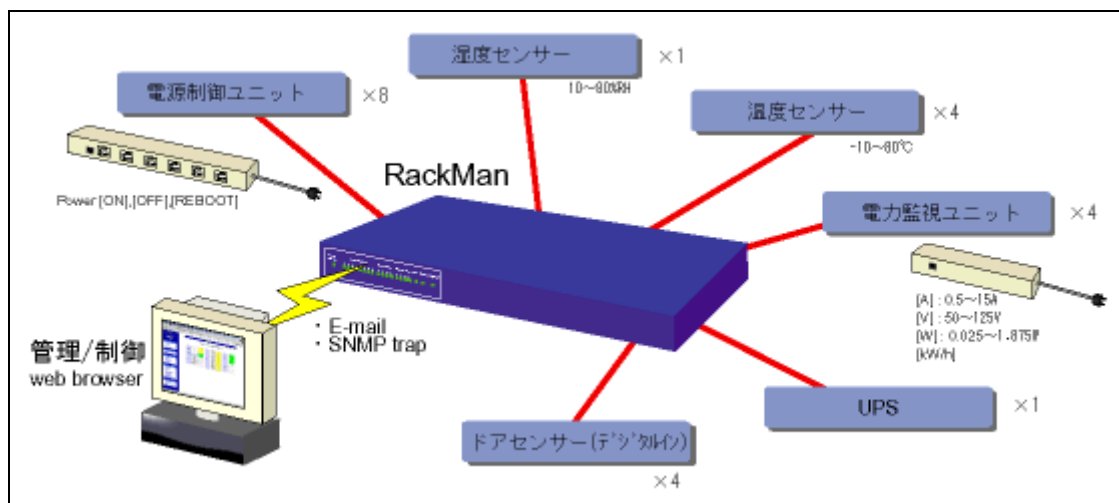 湿度センサー ×1
10~90%RH
電源制御ユニット ×8
温度センサー ×4
-10~80℃
Power [ON],[OFF],[REBOOT]
RackMan
電力監視ユニット ×4
[A] : 0.5~15A
[V] : 50~125V
[W] : 0.025~1.875W
[kW/h]
・ E-mail
・ SNMP trap
管理/制御
web browser
UPS ×1
ドアセンサー(デジタルイン)
×4